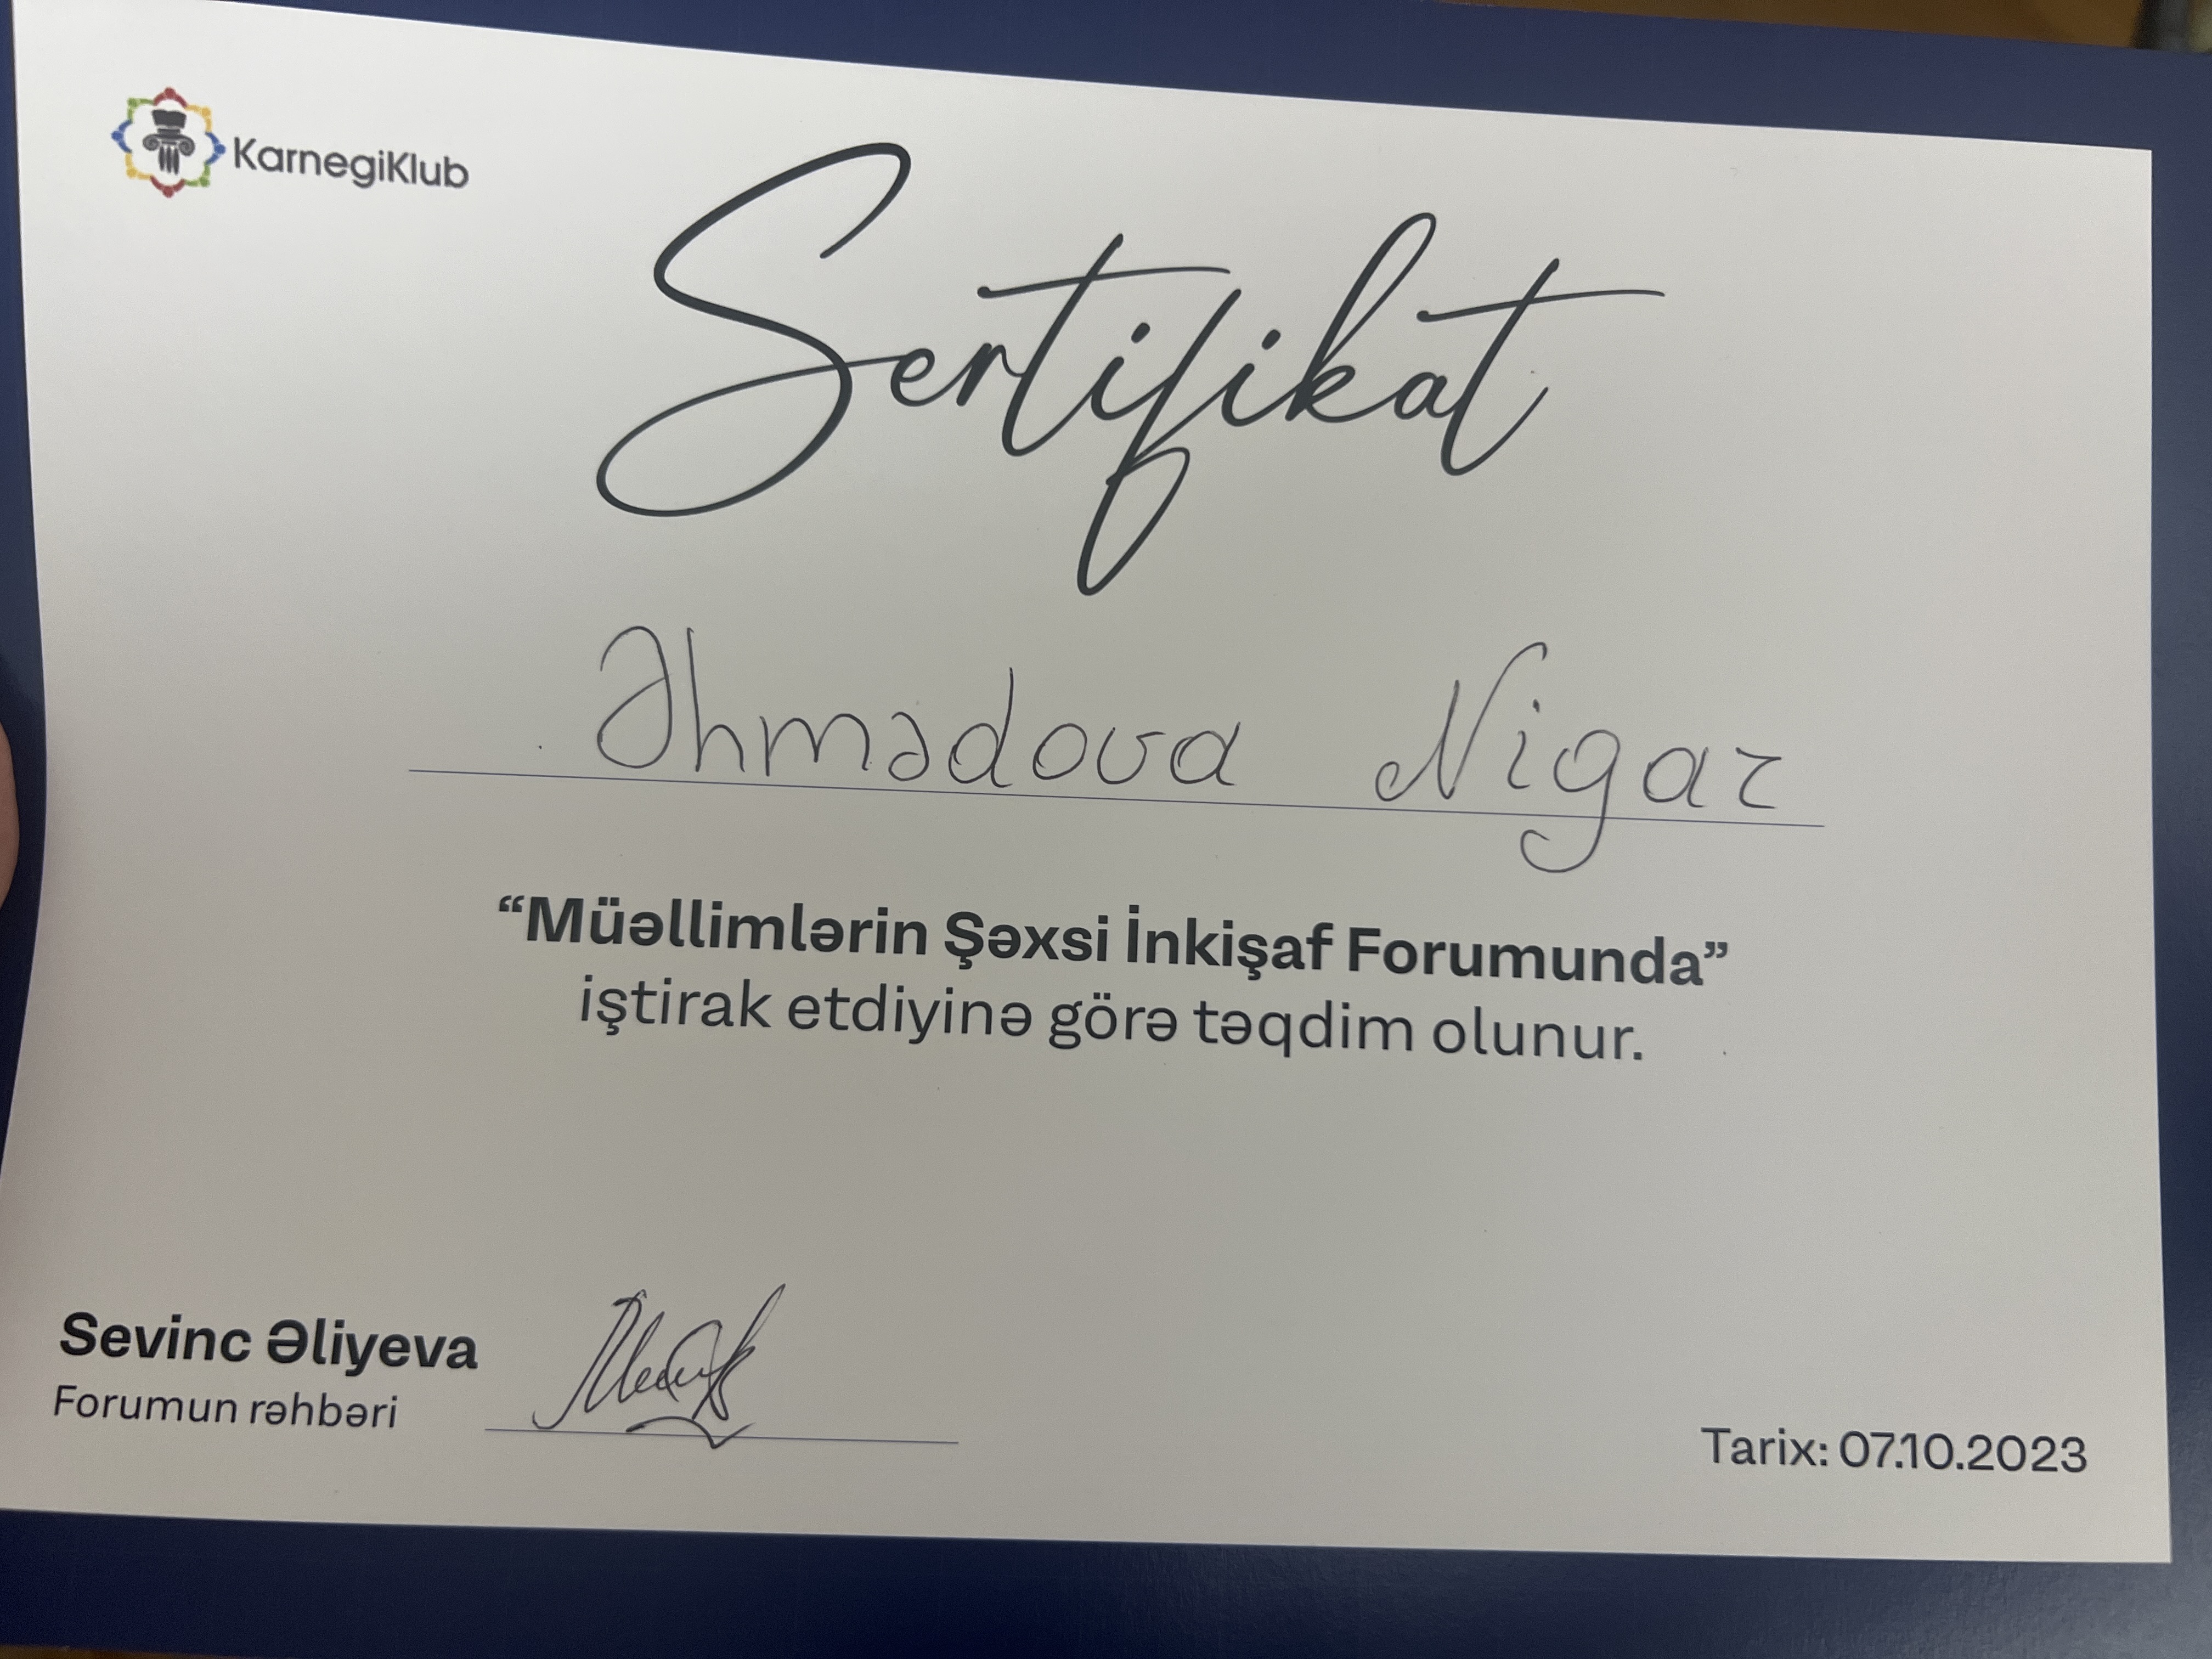 KarnegiKlub
Sertifikat
Əhmədova Nigar
“Müəllimlərin Şəxsi İnkişaf Forumunda”
iştirak etdiyinə görə təqdim olunur.
Sevinc Əliyeva
Forumun rəhbəri
Tarix: 07.10.2023